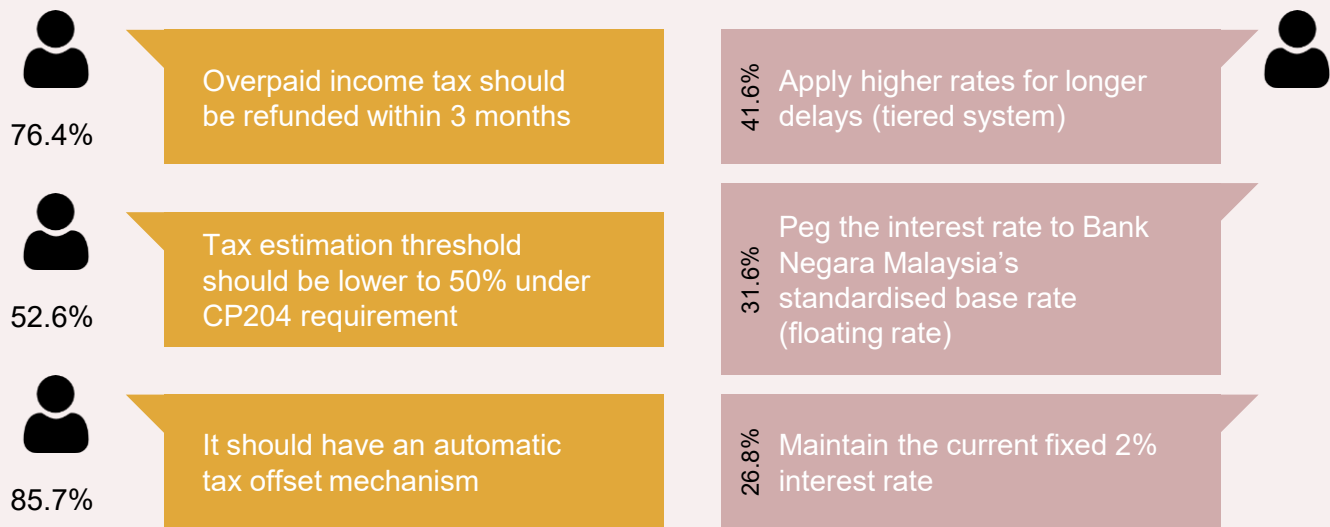 76.4%
Overpaid income tax should
be refunded within 3 months
52.6%
Tax estimation threshold
should be lower to 50% under
CP204 requirement
85.7%
It should have an automatic
tax offset mechanism
41.6%
Apply higher rates for longer
delays (tiered system)
31.6%
Peg the interest rate to Bank
Negara Malaysia’s
standardised base rate
(floating rate)
26.8%
Maintain the current fixed 2%
interest rate